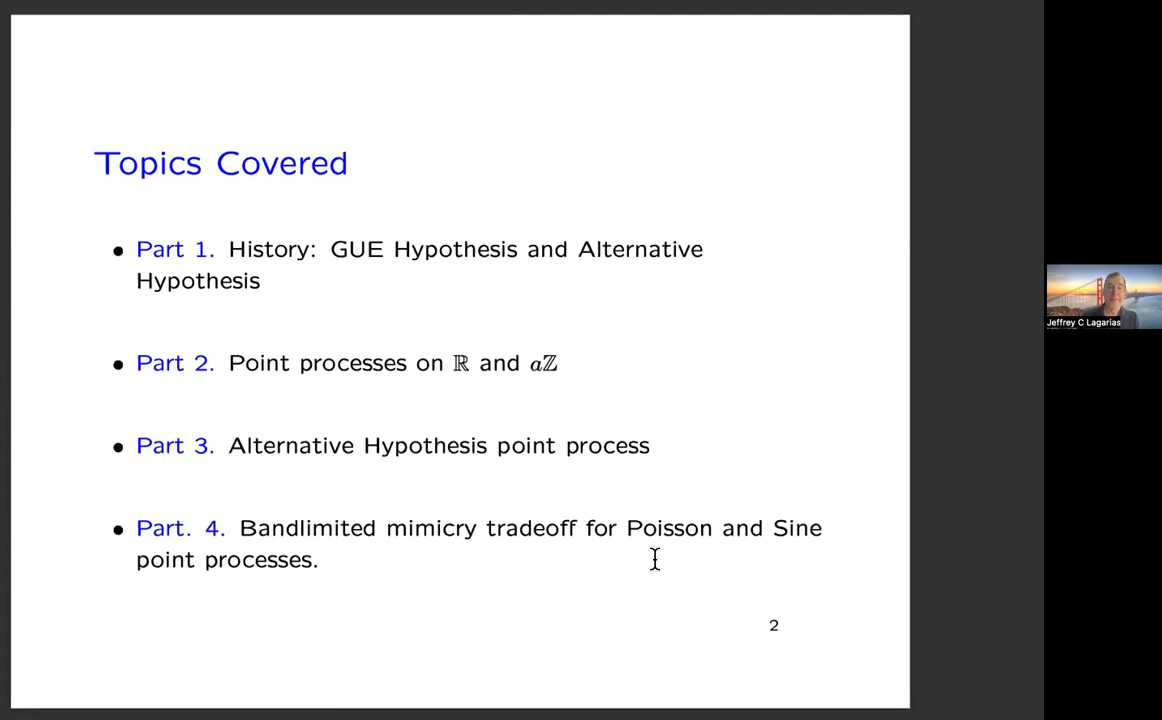 Topics Covered
• Part 1. History: GUE Hypothesis and Alternative
Hypothesis
• Part 2. Point processes on ℝ and aℤ
• Part 3. Alternative Hypothesis point process
• Part. 4. Bandlimited mimicry tradeoff for Poisson and Sine
point processes.
2
Jeffrey C Lagarias